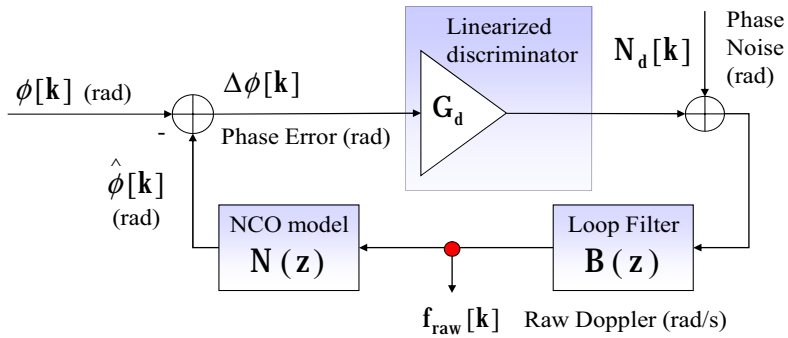 Linearized
discriminator
Phase
Noise
(rad)
N_d[k]
ϕ[k] (rad)
Δϕ[k]
G_d
-
Phase Error (rad)
ϕ̂[k]
(rad)
NCO model
N(z)
Loop Filter
B(z)
f_raw[k]
Raw Doppler (rad/s)